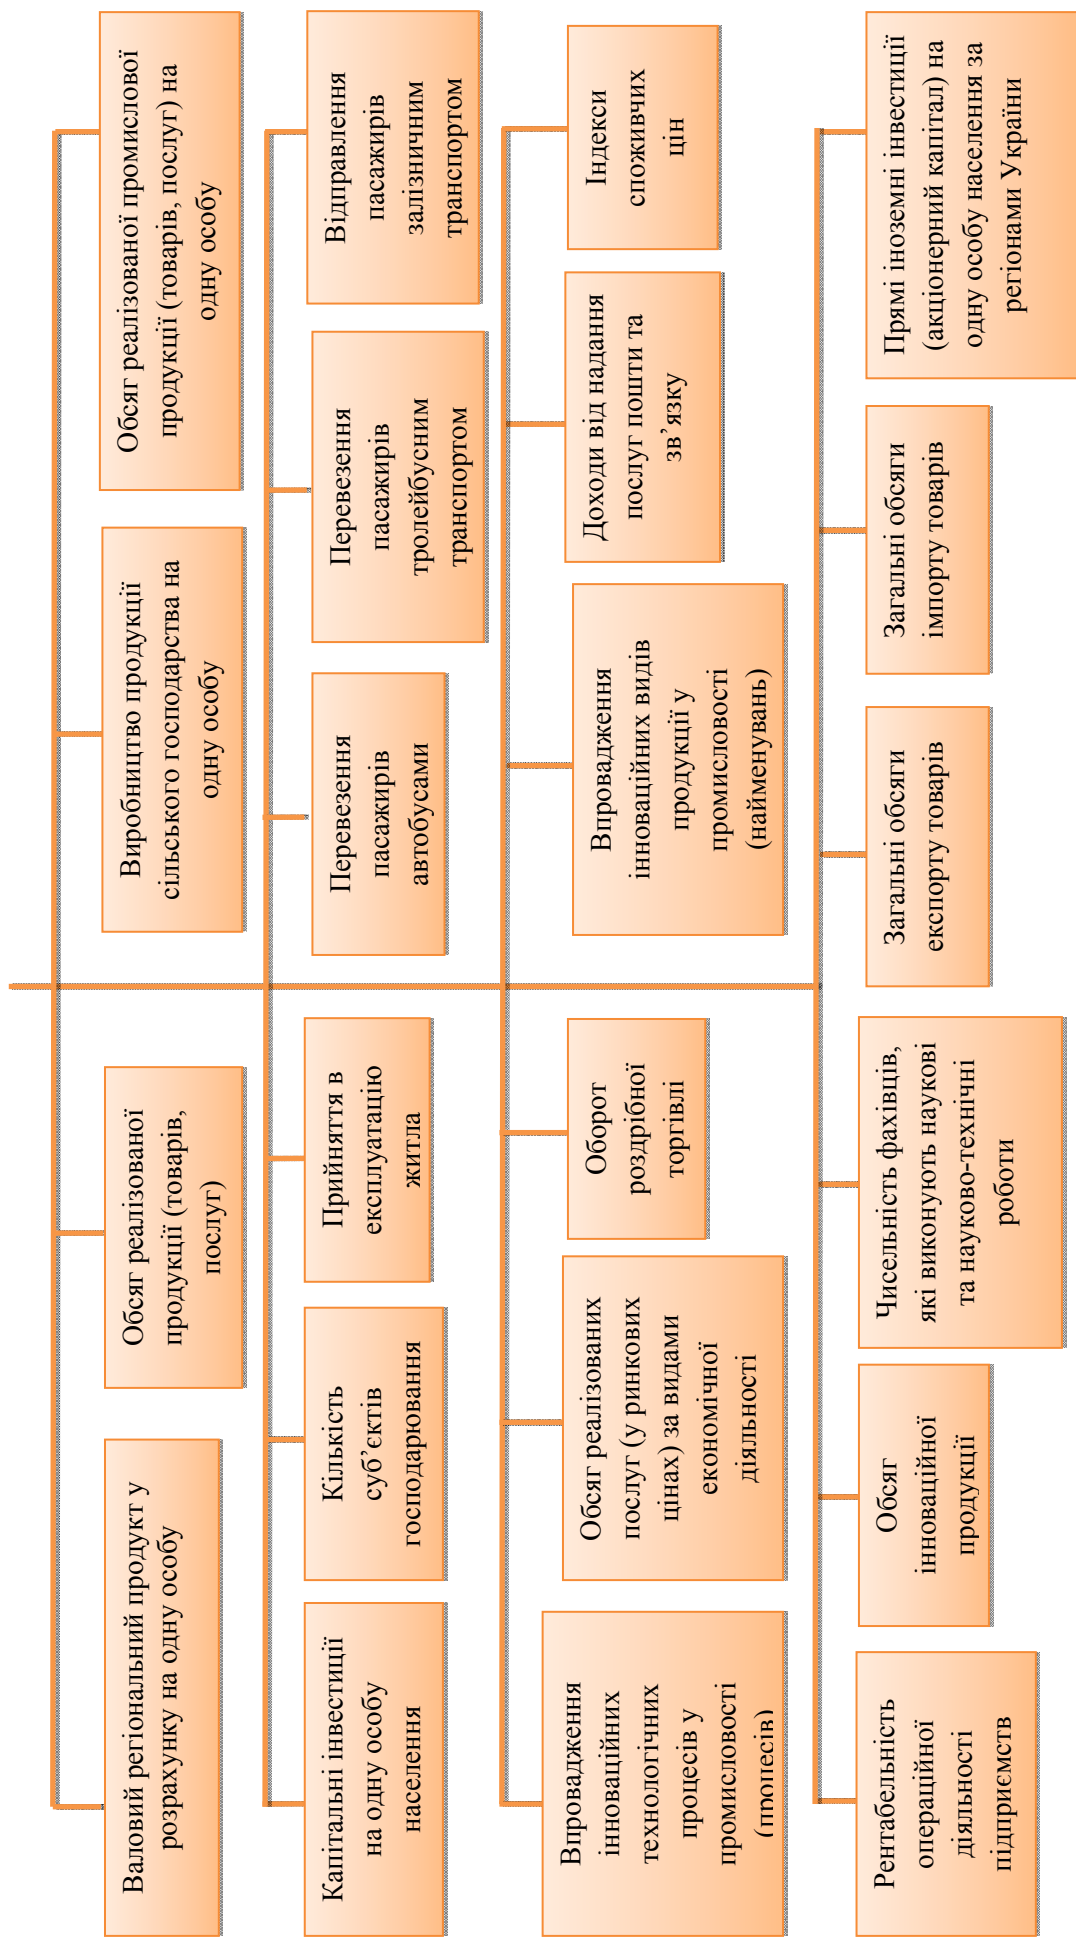 Валовий регіональний продукт у
розрахунку на одну особу
Обсяг реалізованої
продукції (товарів,
послуг)
Виробництво продукції
сільського господарства на
одну особу
Обсяг реалізованої промислової
продукції (товарів, послуг) на
одну особу
Капітальні інвестиції
на одну особу
населення
Кількість
суб’єктів
господарювання
Прийняття в
експлуатацію
житла
Перевезення
пасажирів
автобусами
Перевезення
пасажирів
тролейбусним
транспортом
Відправлення
пасажирів
залізничним
транспортом
Впровадження
інноваційних
технологічних
процесів у
промисловості
(процесів)
Обсяг реалізованих
послуг (у ринкових
цінах) за видами
економічної
діяльності
Оборот
роздрібної
торгівлі
Впровадження
інноваційних видів
продукції у
промисловості
(найменувань)
Доходи від надання
послуг пошти та
зв’язку
Індекси
споживчих
цін
Рентабельність
операційної
діяльності
підприємств
Обсяг
інноваційної
продукції
Чисельність фахівців,
які виконують наукові
та науково-технічні
роботи
Загальні обсяги
експорту товарів
Загальні обсяги
імпорту товарів
Прямі іноземні інвестиції
(акціонерний капітал) на
одну особу населення за
регіонами України